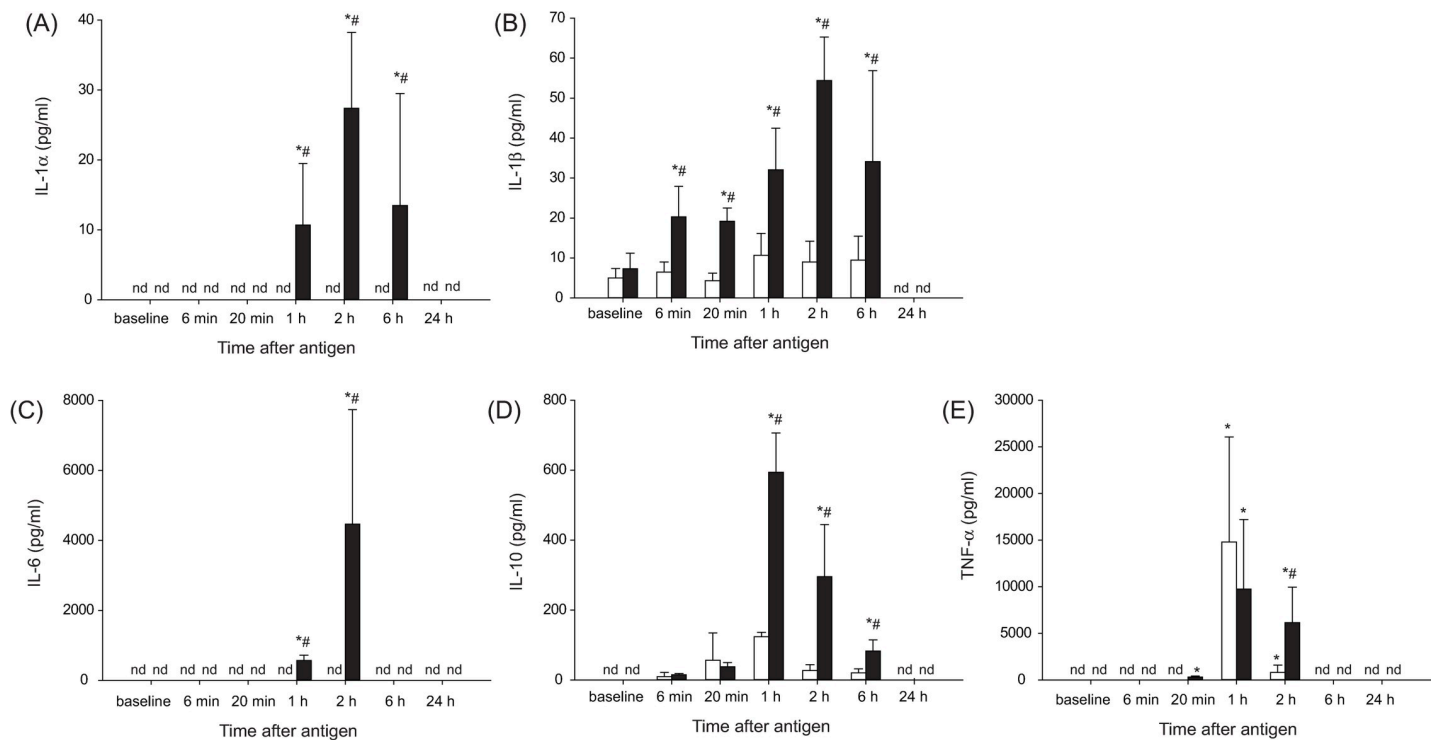 (A)
IL-1α (pg/ml)
40
30
20
10
0
nd nd nd nd nd nd nd nd nd nd nd
*#
*#
*#
baseline 6 min 20 min 1 h 2 h 6 h 24 h
Time after antigen
(B)
IL-1β (pg/ml)
70
60
50
40
30
20
10
0
*#
*#
*#
*#
*#
nd nd
baseline 6 min 20 min 1 h 2 h 6 h 24 h
Time after antigen
(C)
IL-6 (pg/ml)
8000
6000
4000
2000
0
nd nd nd nd nd nd nd nd nd nd nd nd
*#
*#
baseline 6 min 20 min 1 h 2 h 6 h 24 h
Time after antigen
(D)
IL-10 (pg/ml)
800
600
400
200
0
nd nd
*#
*#
*#
nd nd
baseline 6 min 20 min 1 h 2 h 6 h 24 h
Time after antigen
(E)
TNF-α (pg/ml)
30000
25000
20000
15000
10000
5000
0
nd nd nd nd nd
*
*
*
*
*#
nd nd nd nd
baseline 6 min 20 min 1 h 2 h 6 h 24 h
Time after antigen